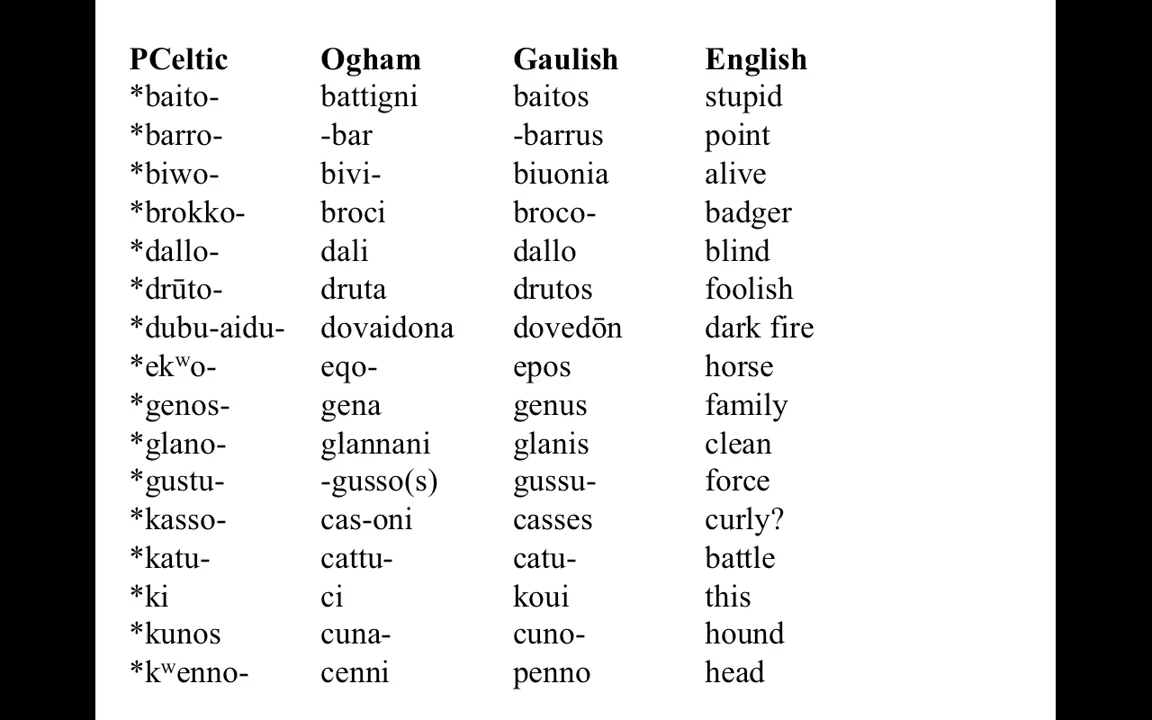 PCeltic Ogham Gaulish English
*baito- battigni baitos stupid
*barro- -bar -barrus point
*biwo- bivi- biuonia alive
*brokko- broci broco- badger
*dallo- dali dallo blind
*drūto- druta drutos foolish
*dubu-aidu- dovaidona dovedōn dark fire
*ekʷo- eqo- epos horse
*genos- gena genus family
*glano- glannani glanis clean
*gustu- -gusso(s) gussu- force
*kasso- cas-oni casses curly?
*katu- cattu- catu- battle
*ki ci koui this
*kunos cuna- cuno- hound
*kʷenno- cenni penno head